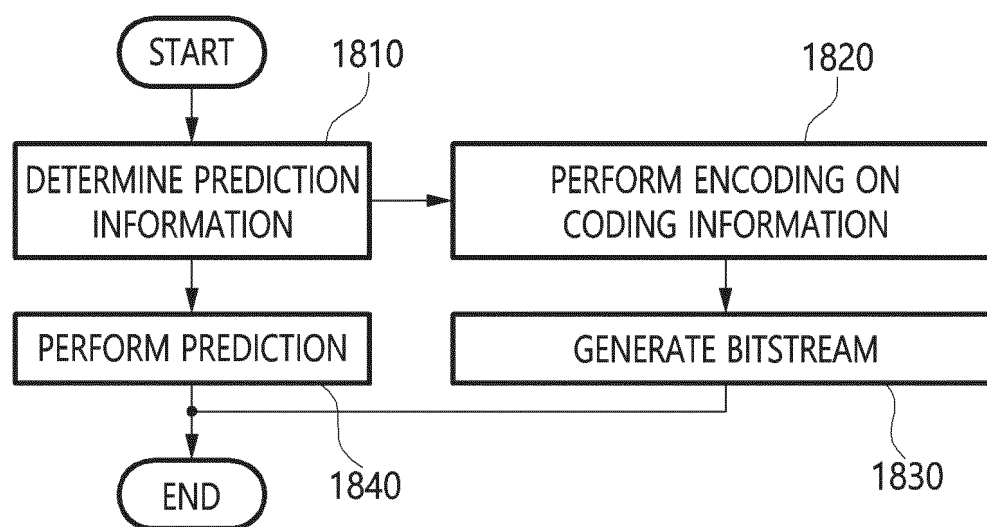 START
1810
1820
DETERMINE PREDICTION
INFORMATION
PERFORM ENCODING ON
CODING INFORMATION
PERFORM PREDICTION
GENERATE BITSTREAM
END
1840
1830